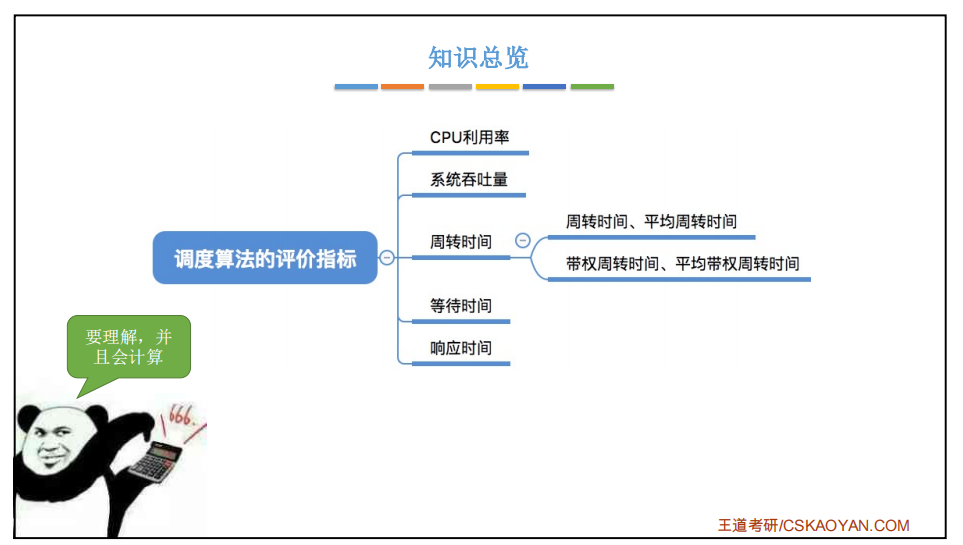 知识总览
CPU利用率
系统吞吐量
周转时间
周转时间、平均周转时间
带权周转时间、平均带权周转时间
调度算法的评价指标
等待时间
响应时间
要理解，并
且会计算
666.
王道考研/CSKAOYAN.COM